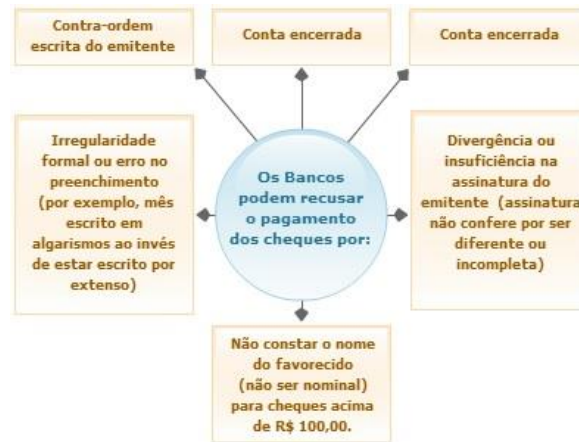 Contra-ordem
escrita do emitente
Conta encerrada
Conta encerrada
Irregularidade
formal ou erro no
preenchimento
(por exemplo, mês
escrito em
algarismos ao invés
de estar escrito por
extenso)
Os Bancos
podem recusar
o pagamento
dos cheques por:
Divergência ou
insuficiência na
assinatura do
emitente (assinatura
não confere por ser
diferente ou
incompleta)
Não constar o nome
do favorecido
(não ser nominal)
para cheques acima
de R$ 100,00.